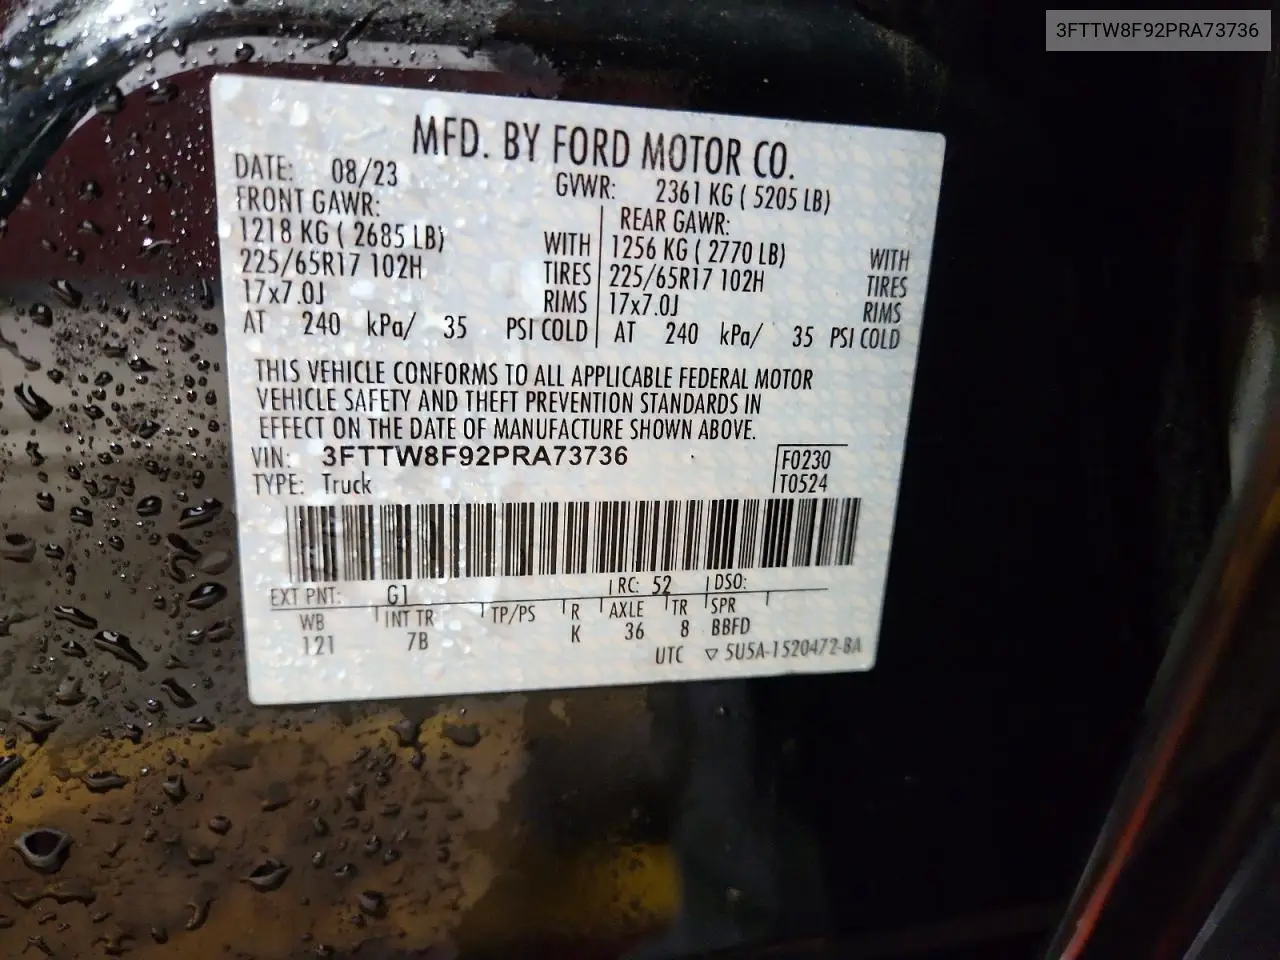 3FTTW8F92PRA73736
MFD. BY FORD MOTOR CO.
DATE: 08/23 GVWR: 2361 KG ( 5205 LB)
FRONT GAWR: REAR GAWR:
1218 KG ( 2685 LB) WITH 1256 KG ( 2770 LB) WITH
225/65R17 102H TIRES 225/65R17 102H TIRES
17x7.0J RIMS 17x7.0J RIMS
AT 240 kPa/ 35 PSI COLD AT 240 kPa/ 35 PSI COLD
THIS VEHICLE CONFORMS TO ALL APPLICABLE FEDERAL MOTOR
VEHICLE SAFETY AND THEFT PREVENTION STANDARDS IN
EFFECT ON THE DATE OF MANUFACTURE SHOWN ABOVE.
VIN: 3FTTW8F92PRA73736 F0230
TYPE: Truck T0524
EXT PNT: G1 RC: 52 DSO:
WB INT TR TP/PS R AXLE TR SPR
121 7B K 36 8 BBFD
UTC ▽ 5U5A-1520472-BA